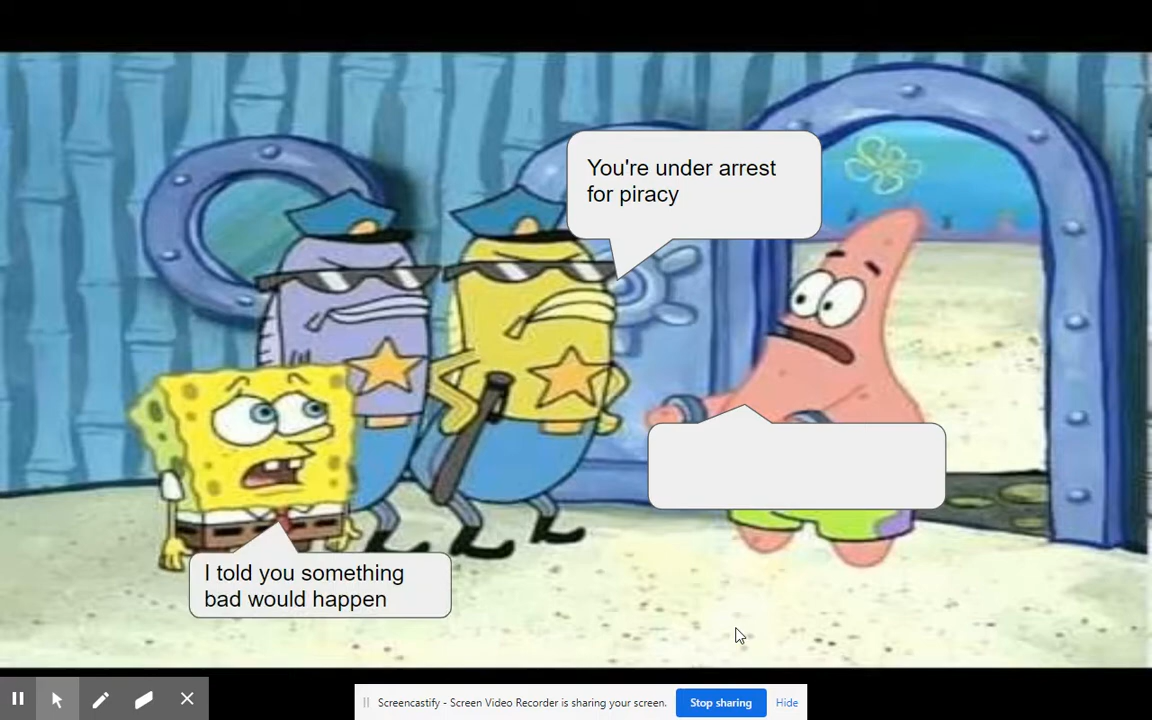 You're under arrest
for piracy
I told you something
bad would happen
Screencastify - Screen Video Recorder is sharing your screen.
Stop sharing
Hide